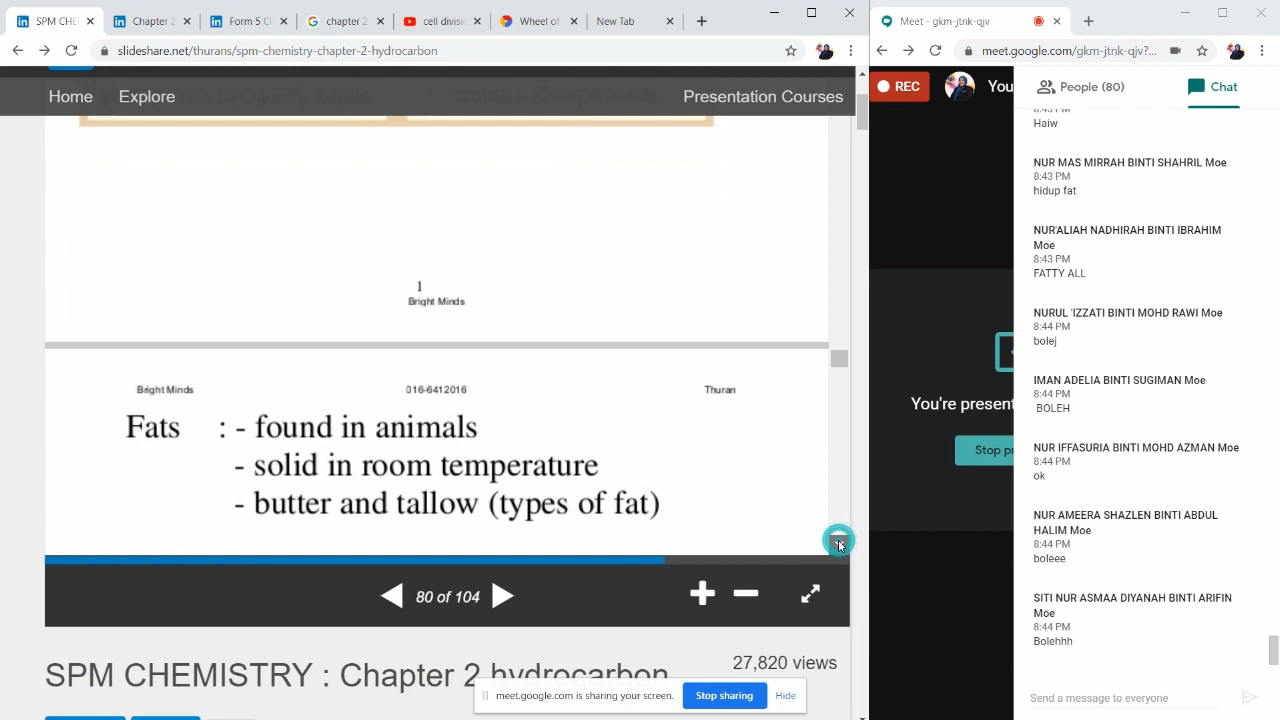 SPM CHE
Chapter 2
Form 5 C
chapter 2
cell divisi
Wheel of
New Tab
slideshare.net/thurans/spm-chemistry-chapter-2-hydrocarbon
Home Explore Presentation Courses
1
Bright Minds
Bright Minds 016-6412016 Thuran
Fats : - found in animals
- solid in room temperature
- butter and tallow (types of fat)
80 of 104
SPM CHEMISTRY : Chapter 2 hydrocarbon
27,820 views
meet.google.com is sharing your screen. Stop sharing Hide
Meet - gkm-jtnk-qjv
meet.google.com/gkm-jtnk-qjv?...
REC
You
People (80)
Chat
You're present
Stop pr
8:43 PM
Haiw
NUR MAS MIRRAH BINTI SHAHRIL Moe
8:43 PM
hidup fat
NUR'ALIAH NADHIRAH BINTI IBRAHIM
Moe
8:43 PM
FATTY ALL
NURUL 'IZZATI BINTI MOHD RAWI Moe
8:44 PM
bolej
IMAN ADELIA BINTI SUGIMAN Moe
8:44 PM
BOLEH
NUR IFFASURIA BINTI MOHD AZMAN Moe
8:44 PM
ok
NUR AMEERA SHAZLEN BINTI ABDUL
HALIM Moe
8:44 PM
boleee
SITI NUR ASMAA DIYANAH BINTI ARIFIN
Moe
8:44 PM
Bolehhh
Send a message to everyone